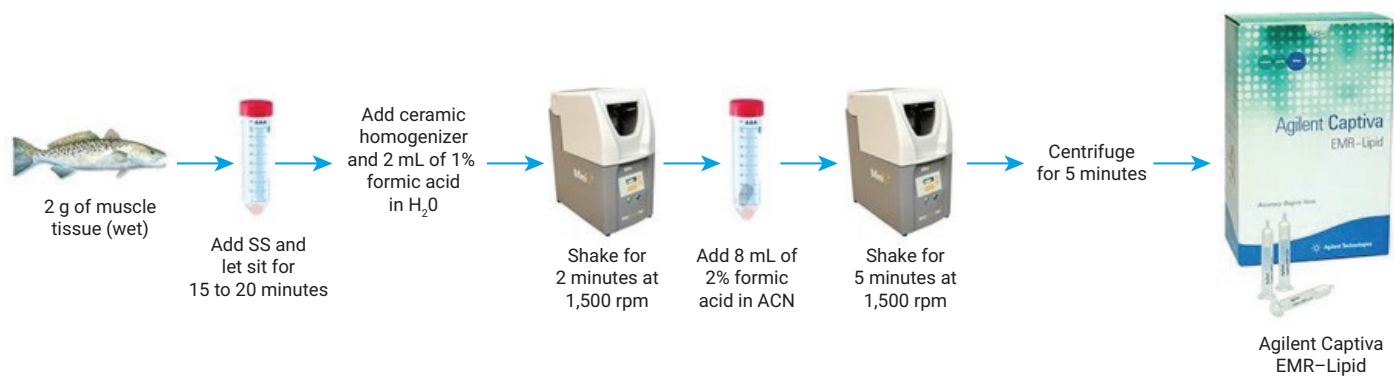 2 g of muscle
tissue (wet)
Add SS and
let sit for
15 to 20 minutes
Add ceramic
homogenizer
and 2 mL of 1%
formic acid
in H₂0
Shake for
2 minutes at
1,500 rpm
Add 8 mL of
2% formic
acid in ACN
Shake for
5 minutes at
1,500 rpm
Centrifuge
for 5 minutes
Agilent Captiva
EMR–Lipid
Agilent Technologies
Agilent Captiva
EMR–Lipid